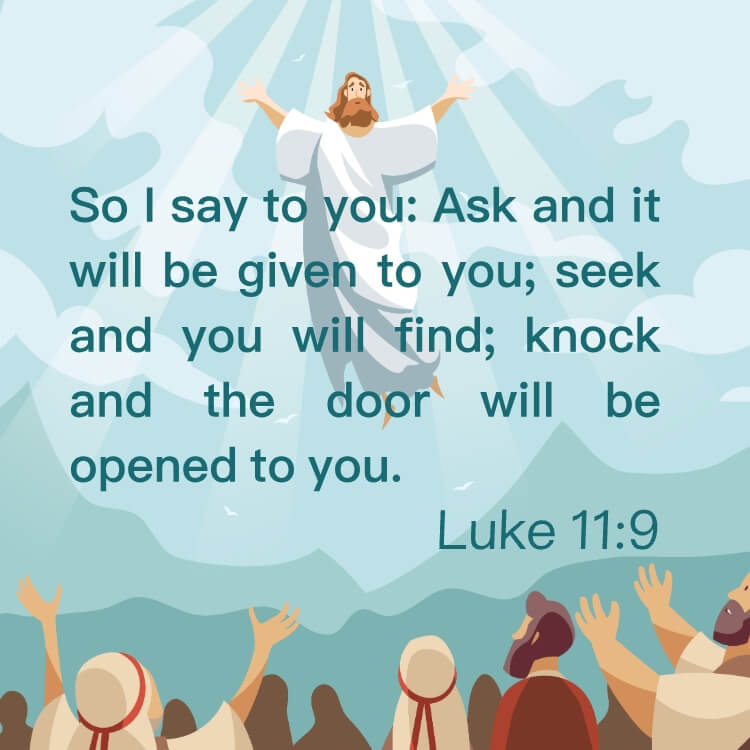 So I say to you: Ask and it
will be given to you; seek
and you will find; knock
and the door will be
opened to you.
Luke 11:9